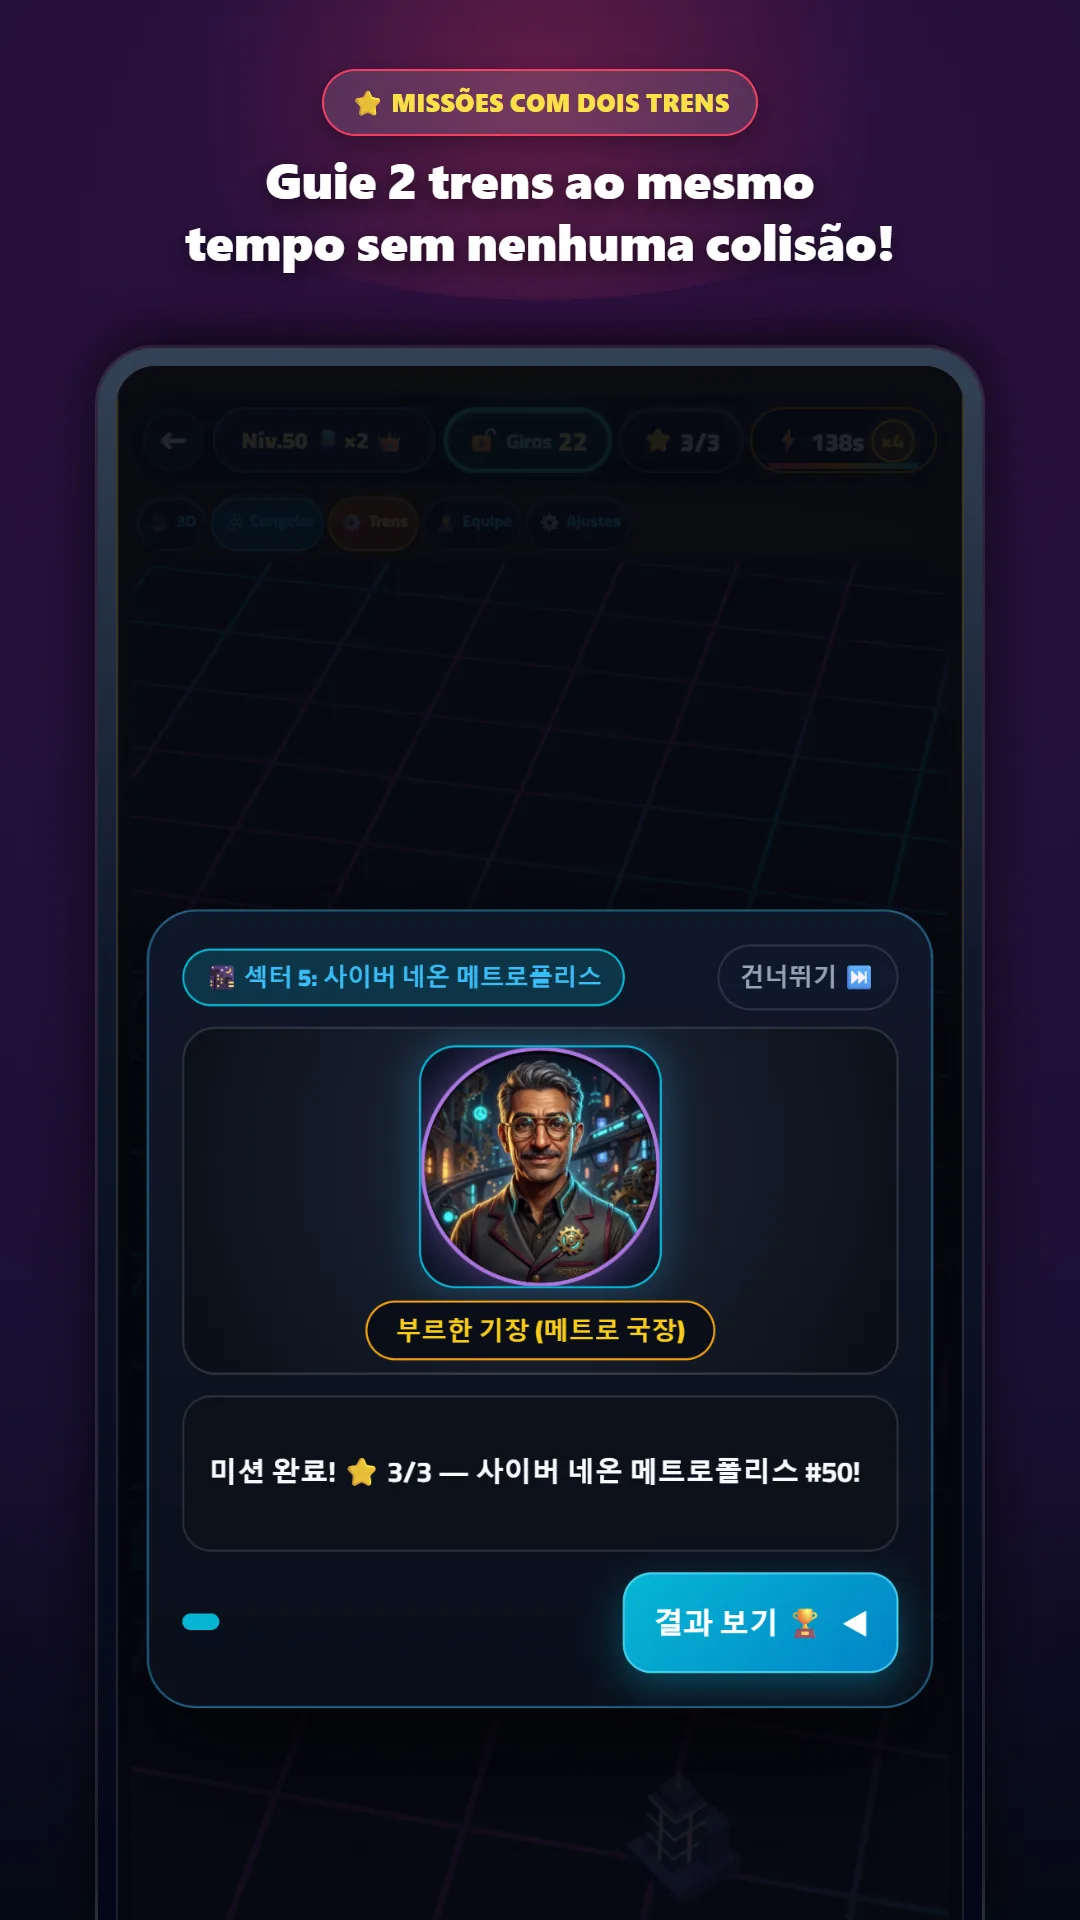 ⭐ MISSÕES COM DOIS TRENS
Guie 2 trens ao mesmo
tempo sem nenhuma colisão!
Niv.50 ×2
Giros 22
3/3
138s x4
3D
Congelar
Trens
Equipe
Ajustes
섹터 5: 사이버 네온 메트로폴리스
건너뛰기 ⏭
부르한 기장 (메트로 국장)
미션 완료! ⭐ 3/3 — 사이버 네온 메트로폴리스 #50!
결과 보기 🏆 ◀